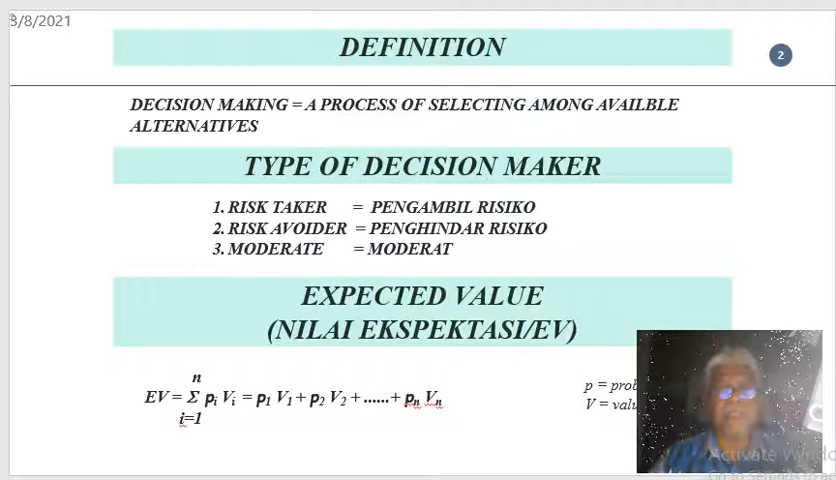 3/8/2021
DEFINITION
2
DECISION MAKING = A PROCESS OF SELECTING AMONG AVAILBLE
ALTERNATIVES
TYPE OF DECISION MAKER
1. RISK TAKER = PENGAMBIL RISIKO
2. RISK AVOIDER = PENGHINDAR RISIKO
3. MODERATE = MODERAT
EXPECTED VALUE
(NILAI EKSPEKTASI/EV)
n
EV = Σ pi Vi = p1 V1 + p2 V2 + ...... + pn Vn
i=1
p =
V =
Activate